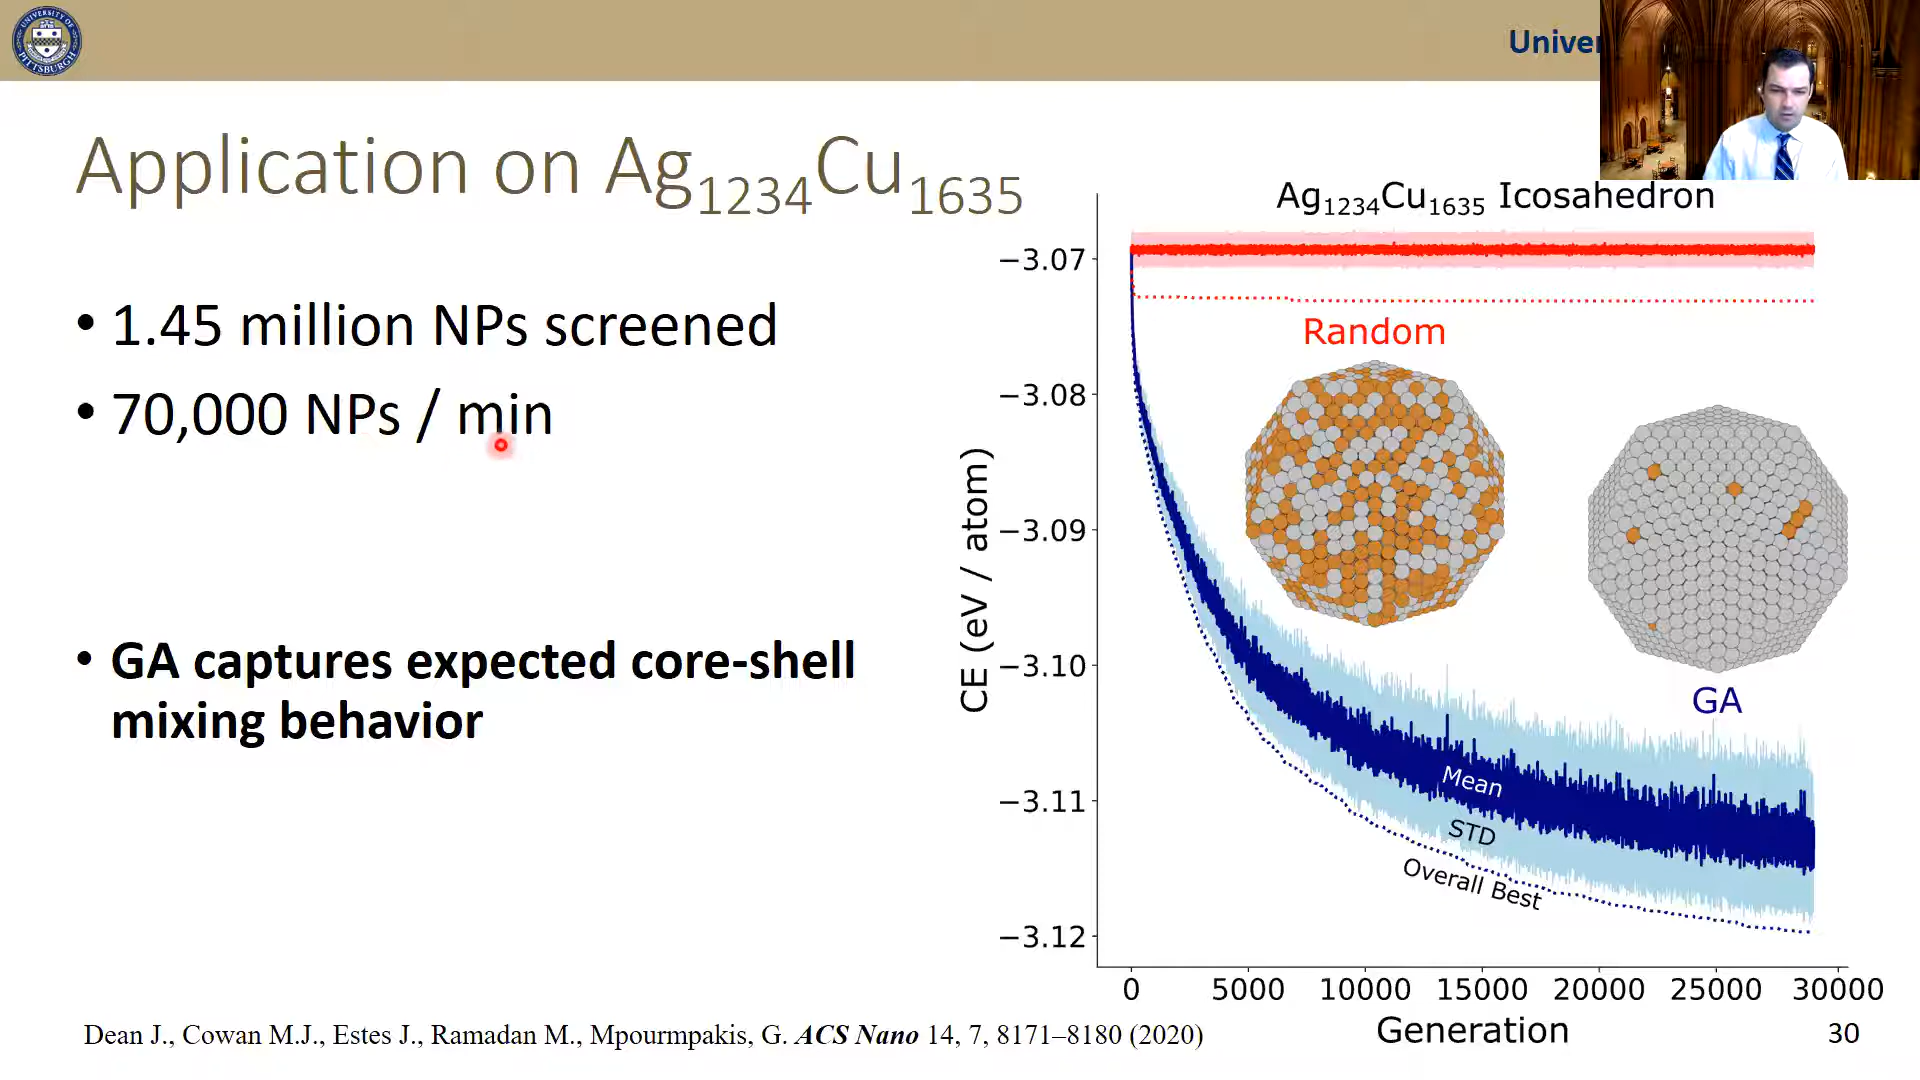 UNIVERSITY OF
PITTSBURGH
Application on Ag₁₂₃₄Cu₁₆₃₅
• 1.45 million NPs screened
• 70,000 NPs / min
• GA captures expected core-shell
mixing behavior
Ag₁₂₃₄Cu₁₆₃₅ Icosahedron
−3.07
−3.08
−3.09
−3.10
−3.11
−3.12
CE (eV / atom)
Random
GA
Mean
STD
Overall Best
0 5000 10000 15000 20000 25000 30000
Generation
Dean J., Cowan M.J., Estes J., Ramadan M., Mpourmpakis, G. ACS Nano 14, 7, 8171–8180 (2020)
30